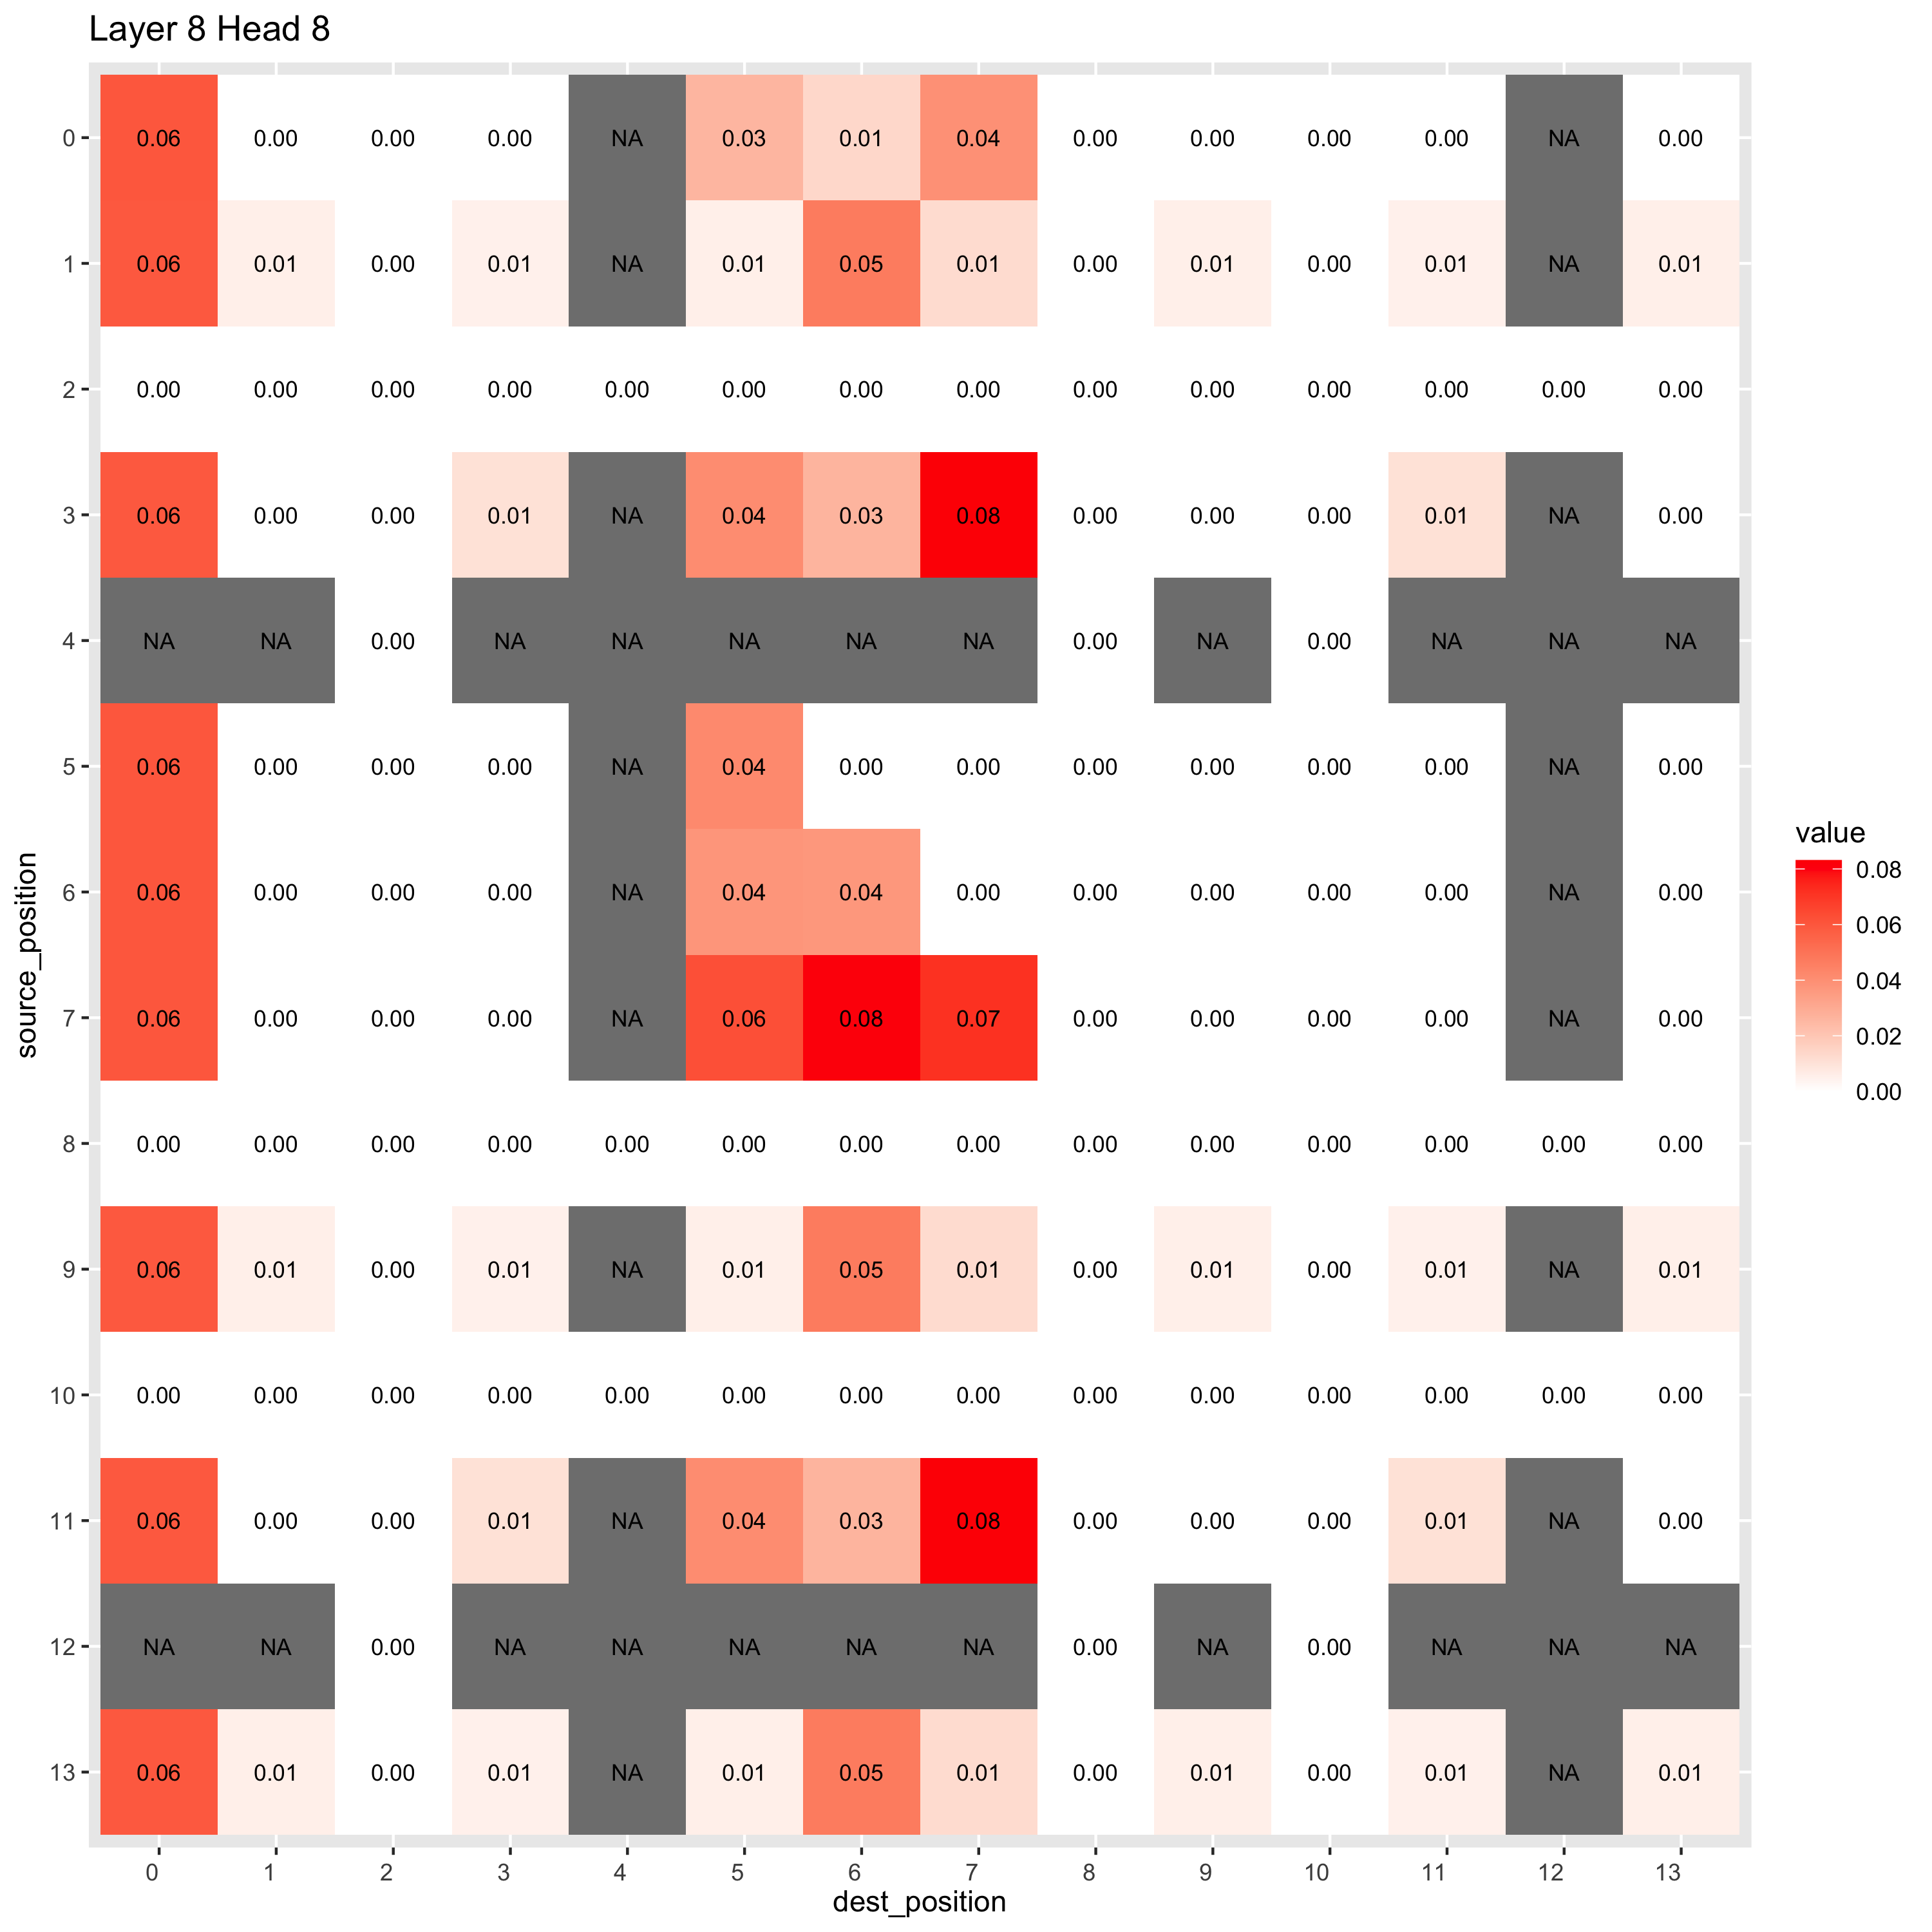 Layer 8 Head 8
0 0.06 0.00 0.00 0.00 NA 0.03 0.01 0.04 0.00 0.00 0.00 0.00 NA 0.00
1 0.06 0.01 0.00 0.01 NA 0.01 0.05 0.01 0.00 0.01 0.00 0.01 NA 0.01
2 0.00 0.00 0.00 0.00 0.00 0.00 0.00 0.00 0.00 0.00 0.00 0.00 0.00 0.00
3 0.06 0.00 0.00 0.01 NA 0.04 0.03 0.08 0.00 0.00 0.00 0.01 NA 0.00
4 NA NA 0.00 NA NA NA NA NA 0.00 NA 0.00 NA NA NA
5 0.06 0.00 0.00 0.00 NA 0.04 0.00 0.00 0.00 0.00 0.00 0.00 NA 0.00
6 0.06 0.00 0.00 0.00 NA 0.04 0.04 0.00 0.00 0.00 0.00 0.00 NA 0.00
7 0.06 0.00 0.00 0.00 NA 0.06 0.08 0.07 0.00 0.00 0.00 0.00 NA 0.00
8 0.00 0.00 0.00 0.00 0.00 0.00 0.00 0.00 0.00 0.00 0.00 0.00 0.00 0.00
9 0.06 0.01 0.00 0.01 NA 0.01 0.05 0.01 0.00 0.01 0.00 0.01 NA 0.01
10 0.00 0.00 0.00 0.00 0.00 0.00 0.00 0.00 0.00 0.00 0.00 0.00 0.00 0.00
11 0.06 0.00 0.00 0.01 NA 0.04 0.03 0.08 0.00 0.00 0.00 0.01 NA 0.00
12 NA NA 0.00 NA NA NA NA NA 0.00 NA 0.00 NA NA NA
13 0.06 0.01 0.00 0.01 NA 0.01 0.05 0.01 0.00 0.01 0.00 0.01 NA 0.01
0 1 2 3 4 5 6 7 8 9 10 11 12 13
dest_position
source_position
value
0.08
0.06
0.04
0.02
0.00